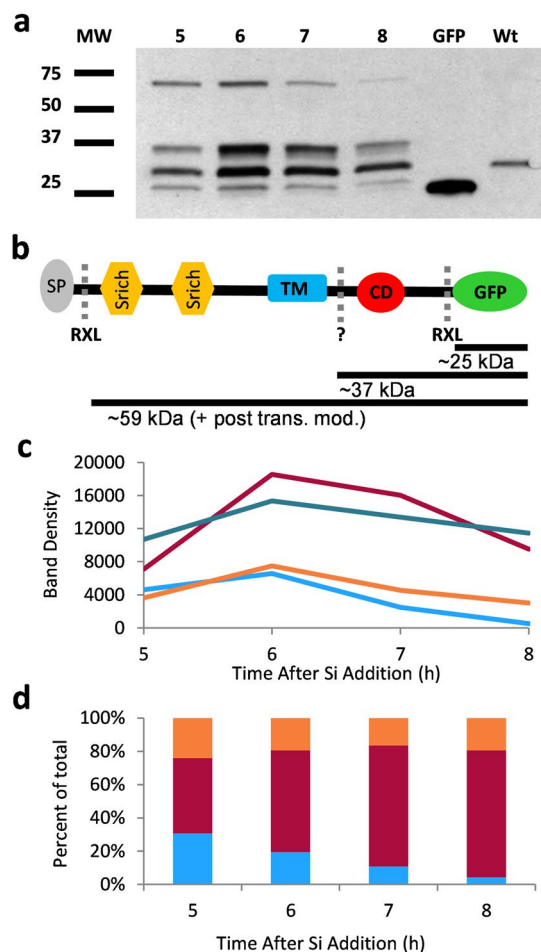 a
MW 5 6 7 8 GFP Wt
75
50
37
25
b
SP Srich Srich TM CD GFP
RXL ? RXL
~25 kDa
~37 kDa
~59 kDa (+ post trans. mod.)
c
Band Density
20000
16000
12000
8000
4000
0
5 6 7 8
Time After Si Addition (h)
d
Percent of total
100%
80%
60%
40%
20%
0%
5 6 7 8
Time After Si Addition (h)